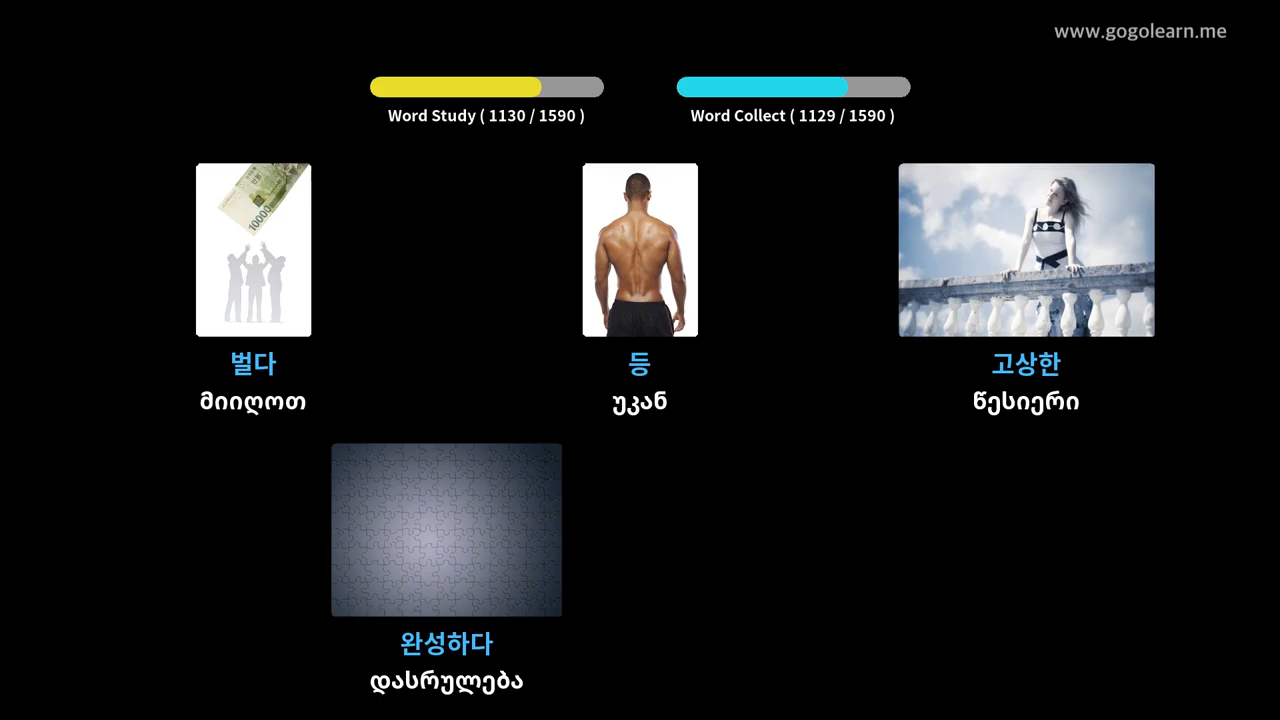 www.gogolearn.me
Word Study ( 1130 / 1590 )
Word Collect ( 1129 / 1590 )
10000
벌다
등
고상한
მიიღოთ
უკან
წესიერი
완성하다
დასრულება